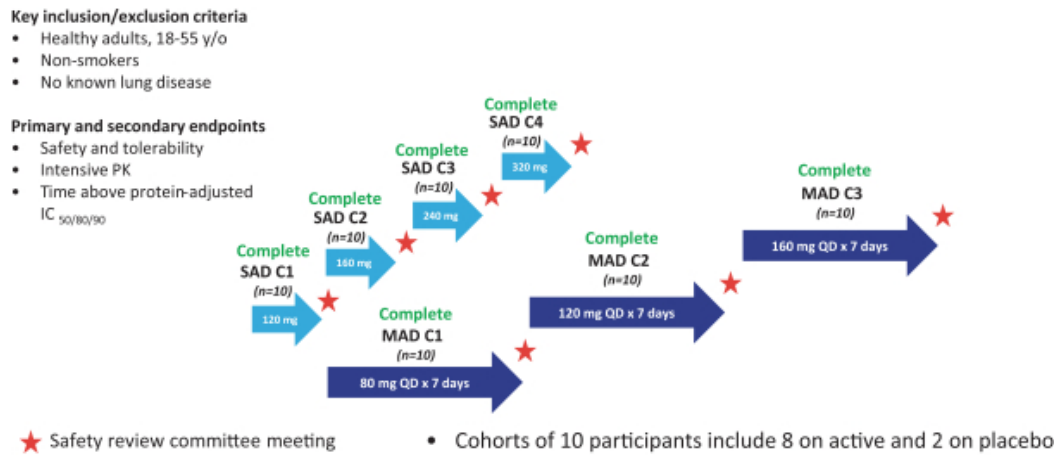 Key inclusion/exclusion criteria
• Healthy adults, 18-55 y/o
• Non-smokers
• No known lung disease
Primary and secondary endpoints
• Safety and tolerability
• Intensive PK
• Time above protein-adjusted
IC 50/80/90
Complete
SAD C1
(n=10)
120 mg
Complete
SAD C2
(n=10)
160 mg
Complete
SAD C3
(n=10)
240 mg
Complete
SAD C4
(n=10)
320 mg
Complete
MAD C1
(n=10)
80 mg QD x 7 days
Complete
MAD C2
(n=10)
120 mg QD x 7 days
Complete
MAD C3
(n=10)
160 mg QD x 7 days
Safety review committee meeting
• Cohorts of 10 participants include 8 on active and 2 on placebo